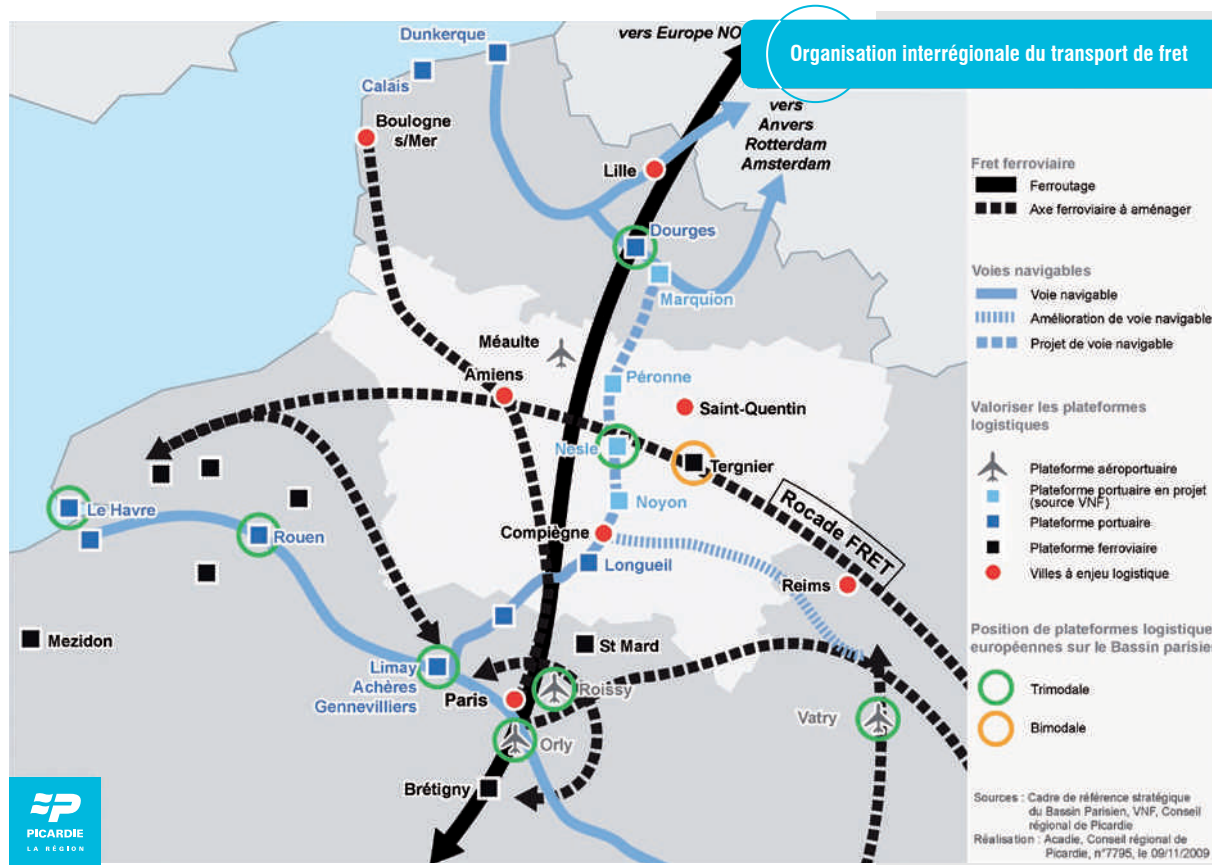 Organisation interrégionale du transport de fret
vers Europe NO
Dunkerque
Calais
Boulogne
s/Mer
Lille
vers
Anvers
Rotterdam
Amsterdam
Dourges
Marquion
Méaulte
Amiens
Péronne
Saint-Quentin
Nesle
Tergnier
Noyon
Rocade FRET
Compiègne
Longueil
Reims
Le Havre
Rouen
Mezidon
St Mard
Limay
Achères
Gennevilliers
Paris
Roissy
Orly
Vatry
Brétigny
PICARDIE
LA RÉGION
Fret ferroviaire
Ferroutage
Axe ferroviaire à aménager
Voies navigables
Voie navigable
Amélioration de voie navigable
Projet de voie navigable
Valoriser les plateformes
logistiques
Plateforme aéroportuaire
Plateforme portuaire en projet
(source VNF)
Plateforme portuaire
Plateforme ferroviaire
Villes à enjeu logistique
Position de plateformes logistique
européennes sur le Bassin parisie
Trimodale
Bimodale
Sources : Cadre de référence stratégique
du Bassin Parisien, VNF, Conseil
régional de Picardie
Réalisation : Acadie, Conseil régional de
Picardie, n°7795, le 09/11/2009